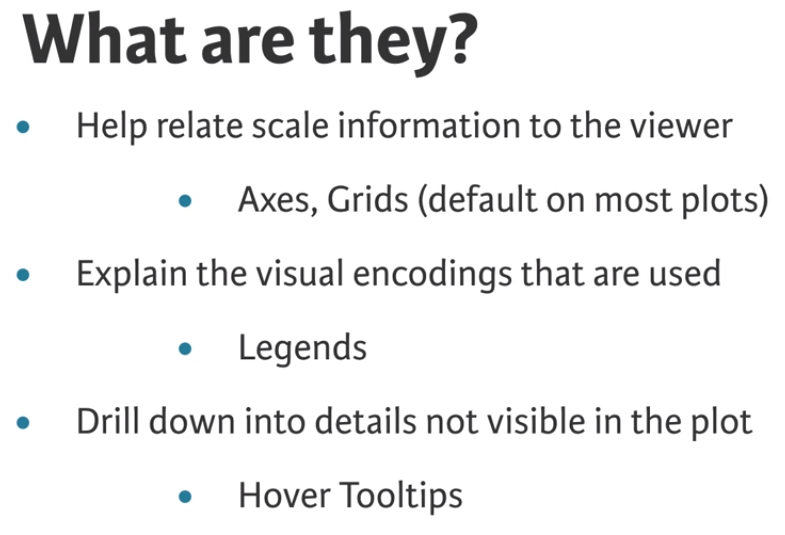 What are they?
• Help relate scale information to the viewer
• Axes, Grids (default on most plots)
• Explain the visual encodings that are used
• Legends
• Drill down into details not visible in the plot
• Hover Tooltips